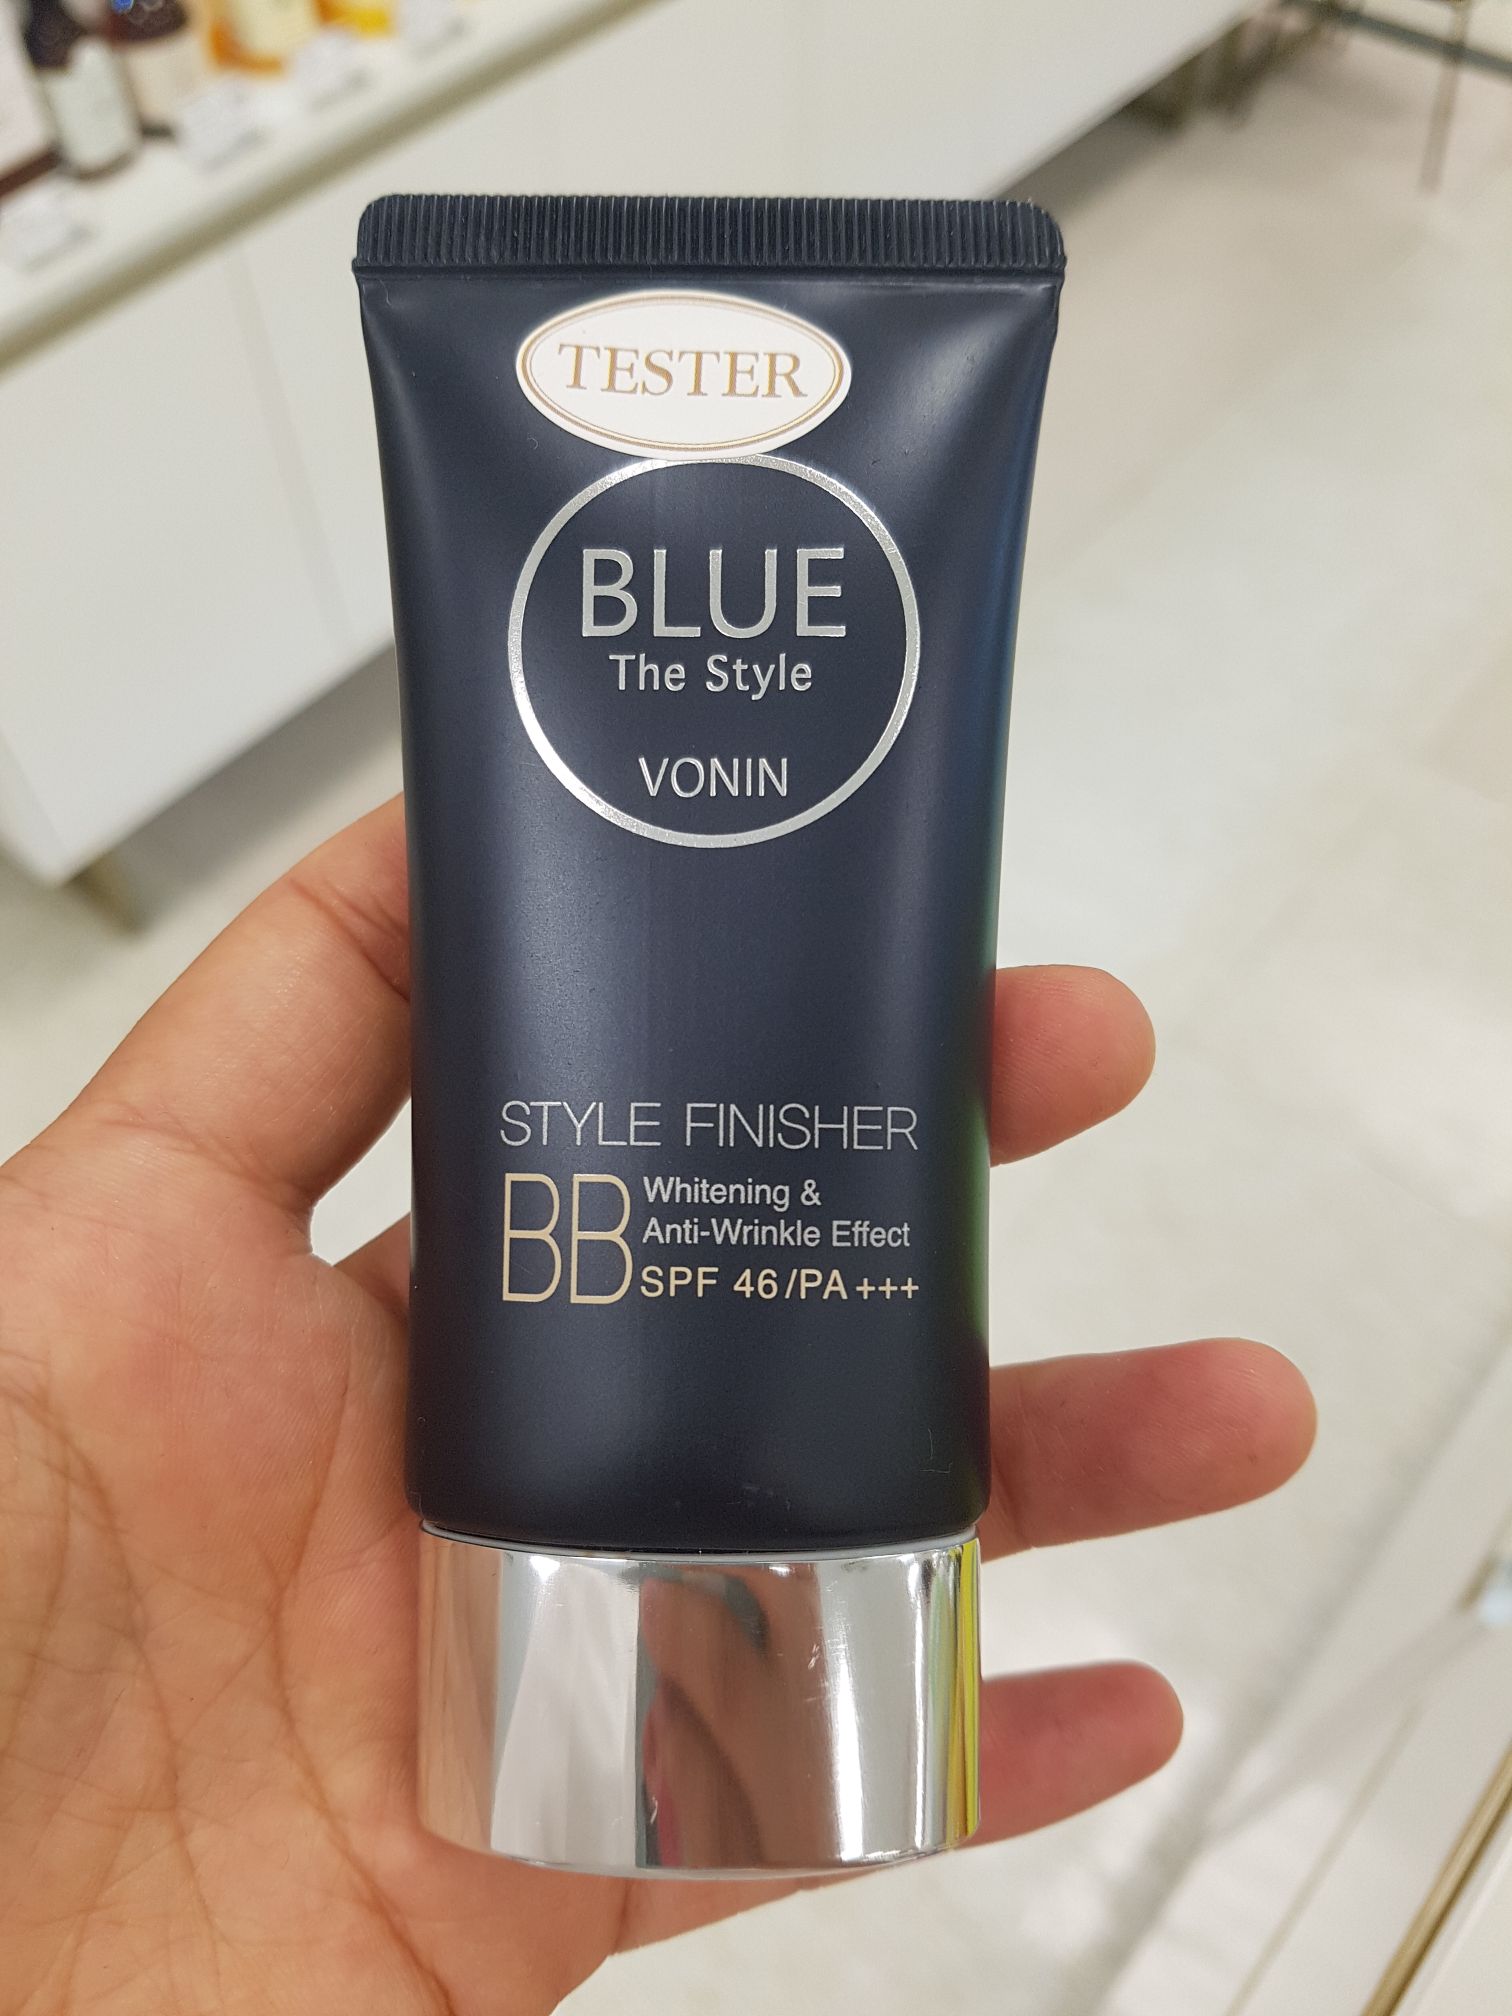 TESTER
BLUE
The Style
VONIN
STYLE FINISHER
BB
Whitening &
Anti-Wrinkle Effect
SPF 46/PA+++